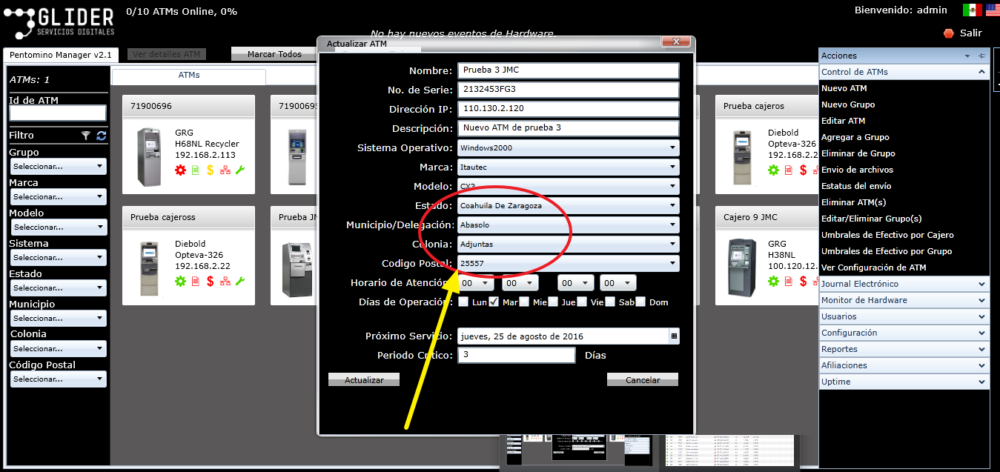 GLIDER
SERVICIOS DIGITALES
0/10 ATMs Online, 0%
Bienvenido: admin
No hay nuevos eventos de Hardware.
Salir
Pentomino Manager v2.1
Ver detalles ATM
Marcar Todos
ATMs: 1
Id de ATM
Filtro
Grupo
Seleccionar...
Marca
Seleccionar...
Modelo
Seleccionar...
Sistema
Seleccionar...
Estado
Seleccionar...
Municipio
Seleccionar...
Colonia
Seleccionar...
Código Postal
Seleccionar...
ATMs
71900696
GRG
H68NL Recycler
192.168.2.113
7190069
Prueba cajeross
Diebold
Opteva-326
192.168.2.22
Prueba JM
Actualizar ATM
Nombre: Prueba 3 JMC
No. de Serie: 2132453FG3
Dirección IP: 110.130.2.120
Descripción: Nuevo ATM de prueba 3
Sistema Operativo: Windows2000
Marca: Itautec
Modelo: CX3
Estado: Coahuila De Zaragoza
Municipio/Delegación: Abasolo
Colonia: Adjuntas
Codigo Postal: 25557
Horario de Atención 00 00 00 00
Días de Operación: Lun Mar Mie Jue Vie Sab Dom
Próximo Servicio: jueves, 25 de agosto de 2016
Periodo Crítico: 3 Días
Actualizar
Cancelar
Prueba cajeros
Diebold
Opteva-326
192.168.2.2
Cajero 9 JMC
GRG
H38NL
100.120.12.
Acciones
Control de ATMs
Nuevo ATM
Nuevo Grupo
Editar ATM
Agregar a Grupo
Eliminar de Grupo
Envio de archivos
Estatus del envío
Eliminar ATM(s)
Editar/Eliminar Grupo(s)
Umbrales de Efectivo por Cajero
Umbrales de Efectivo por Grupo
Ver Configuración de ATM
Journal Electrónico
Monitor de Hardware
Usuarios
Configuración
Reportes
Afiliaciones
Uptime